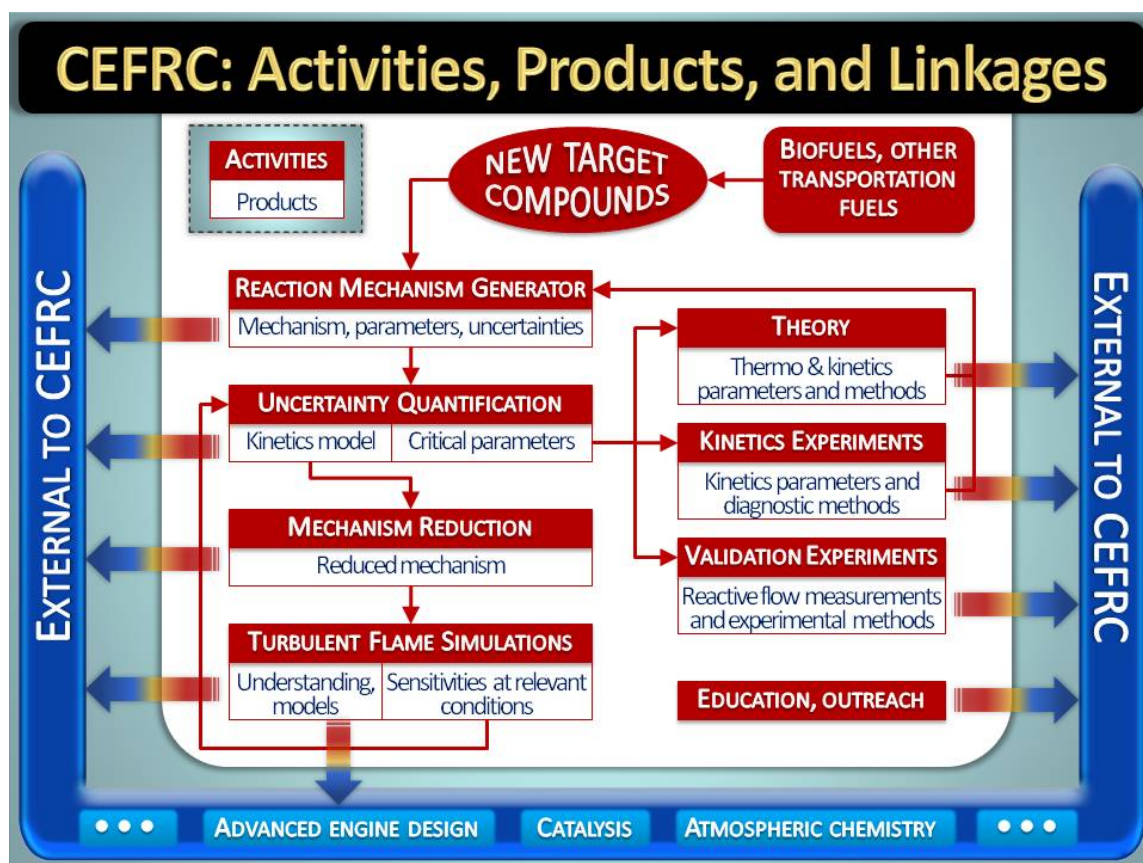 CEFRC: Activities, Products, and Linkages
ACTIVITIES
Products
NEW TARGET
COMPOUNDS
BIOFUELS, OTHER
TRANSPORTATION
FUELS
EXTERNAL TO CEFRC
REACTION MECHANISM GENERATOR
Mechanism, parameters, uncertainties
UNCERTAINTY QUANTIFICATION
Kinetics model
Critical parameters
MECHANISM REDUCTION
Reduced mechanism
TURBULENT FLAME SIMULATIONS
Understanding,
models
Sensitivities at relevant
conditions
THEORY
Thermo & kinetics
parameters and methods
KINETICS EXPERIMENTS
Kinetics parameters and
diagnostic methods
VALIDATION EXPERIMENTS
Reactive flow measurements
and experimental methods
EDUCATION, OUTREACH
EXTERNAL TO CEFRC
• • •
ADVANCED ENGINE DESIGN
CATALYSIS
ATMOSPHERIC CHEMISTRY
• • •